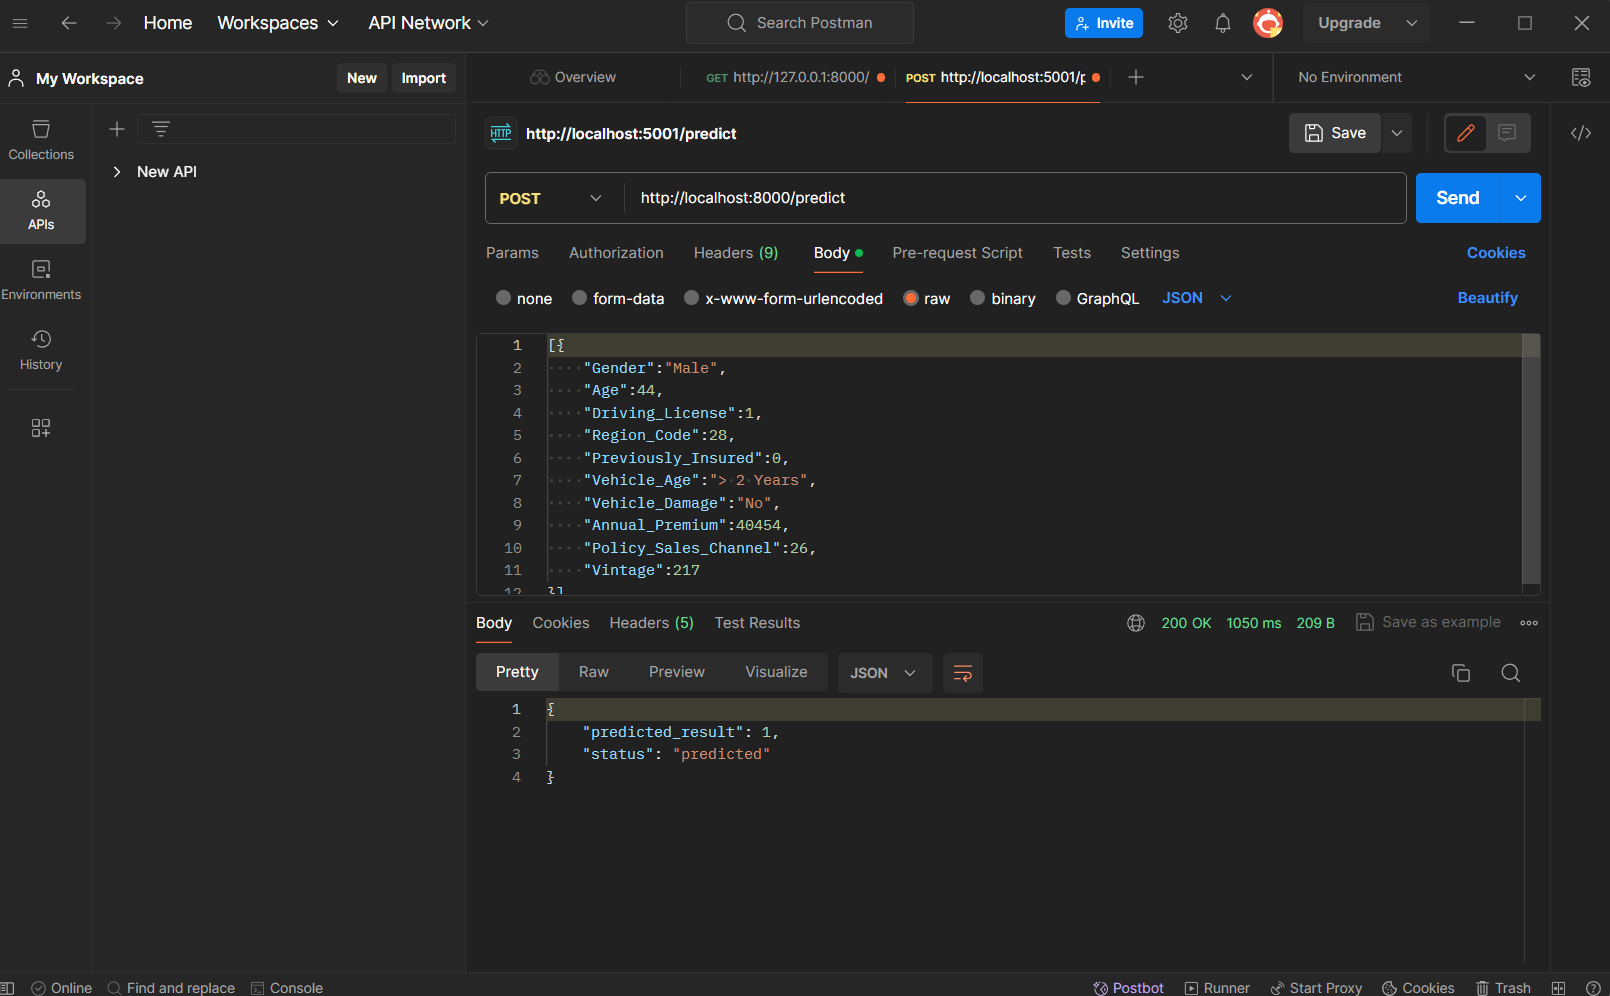 Home Workspaces API Network Search Postman Invite Upgrade
My Workspace New Import Overview GET http://127.0.0.1:8000/ POST http://localhost:5001/p No Environment
HTTP http://localhost:5001/predict Save
Collections
New API
APIs
Environments
History
POST http://localhost:8000/predict Send
Params Authorization Headers (9) Body Pre-request Script Tests Settings Cookies
none form-data x-www-form-urlencoded raw binary GraphQL JSON Beautify
1 [{
2 "Gender":"Male",
3 "Age":44,
4 "Driving_License":1,
5 "Region_Code":28,
6 "Previously_Insured":0,
7 "Vehicle_Age":"> 2 Years",
8 "Vehicle_Damage":"No",
9 "Annual_Premium":40454,
10 "Policy_Sales_Channel":26,
11 "Vintage":217
12 }]
Body Cookies Headers (5) Test Results 200 OK 1050 ms 209 B Save as example
Pretty Raw Preview Visualize JSON
1 {
2 "predicted_result": 1,
3 "status": "predicted"
4 }
Online Find and replace Console Postbot Runner Start Proxy Cookies Trash